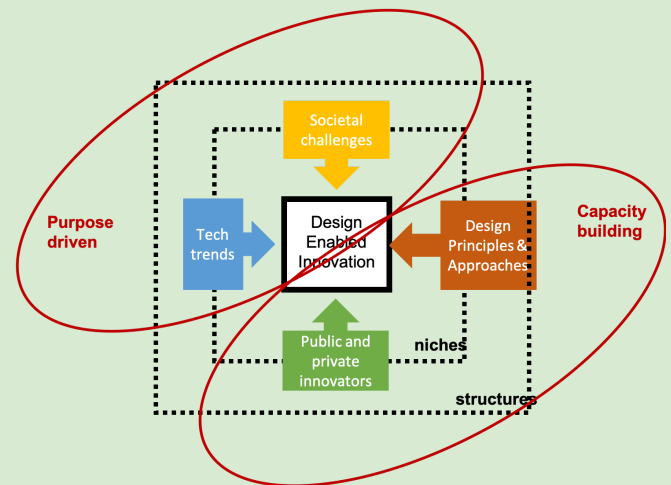 Societal
challenges
Purpose
driven
Tech
trends
Design
Enabled
Innovation
Design
Principles &
Approaches
Capacity
building
Public and
private
innovators
niches
structures